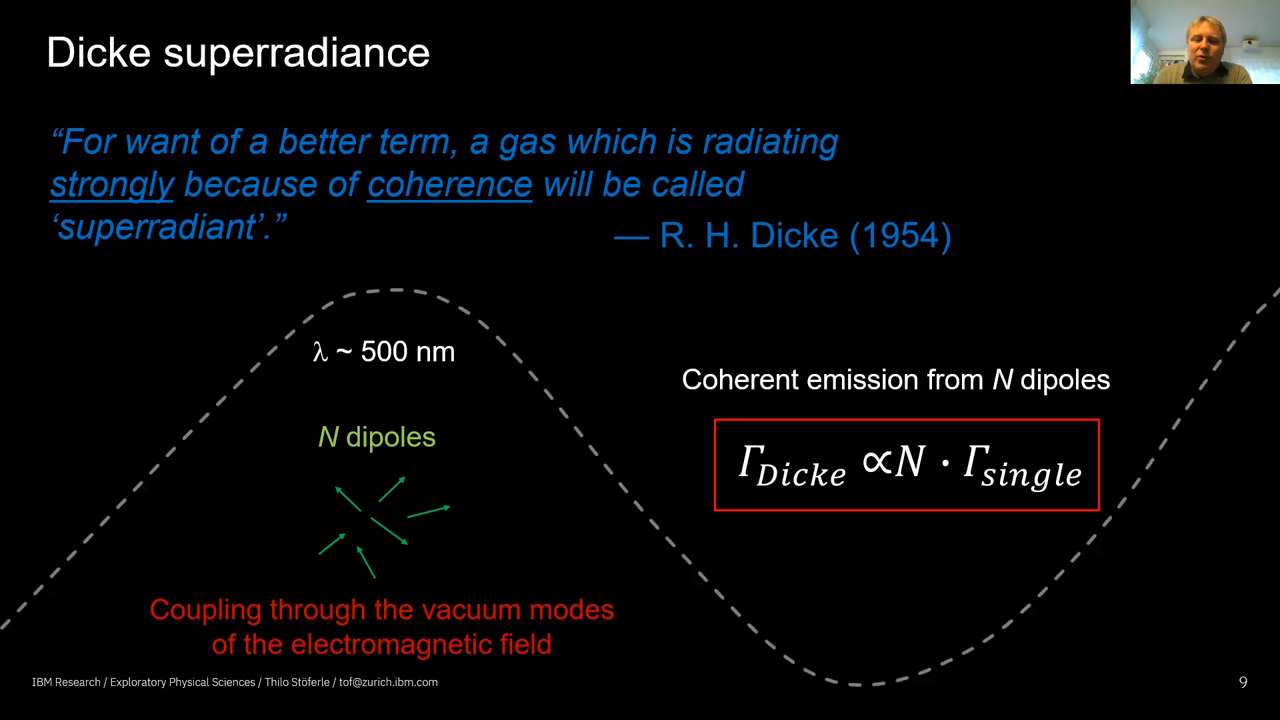 Dicke superradiance
“For want of a better term, a gas which is radiating
strongly because of coherence will be called
‘superradiant’.”
— R. H. Dicke (1954)
λ ~ 500 nm
Coherent emission from N dipoles
N dipoles
Γ_Dicke ∝ N · Γ_single
Coupling through the vacuum modes
of the electromagnetic field
IBM Research / Exploratory Physical Sciences / Thilo Stöferle / tof@zurich.ibm.com
9